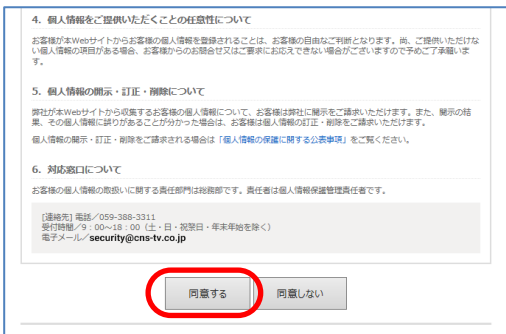 4. 個人情報をご提供いただくことの任意性について
お客様が本Webサイトからお客様の個人情報を登録されることは、お客様の自由なご判断となります。尚、ご提供いただけな
い個人情報の項目がある場合、お客様からのお問合せ又はご要求にお応えできない場合がございますので予めご了承願いま
す。
5. 個人情報の開示・訂正・削除について
弊社が本Webサイトから収集するお客様の個人情報について、お客様は弊社に開示をご請求いただけます。また、開示の結
果、その個人情報に誤りがあることが分かった場合は、お客様は個人情報の訂正・削除をご請求いただけます。
個人情報の開示・訂正・削除をご請求される場合は「個人情報の保護に関する公表事項」をご覧ください。
6. 対応窓口について
お客様の個人情報の取扱いに関する責任部門は総務部です。責任者は個人情報保護管理責任者です。
[連絡先] 電話/059-388-3311
受付時間/9:00~18:00(土・日・祝祭日・年末年始を除く)
電子メール/security@cns-tv.co.jp
同意する 同意しない